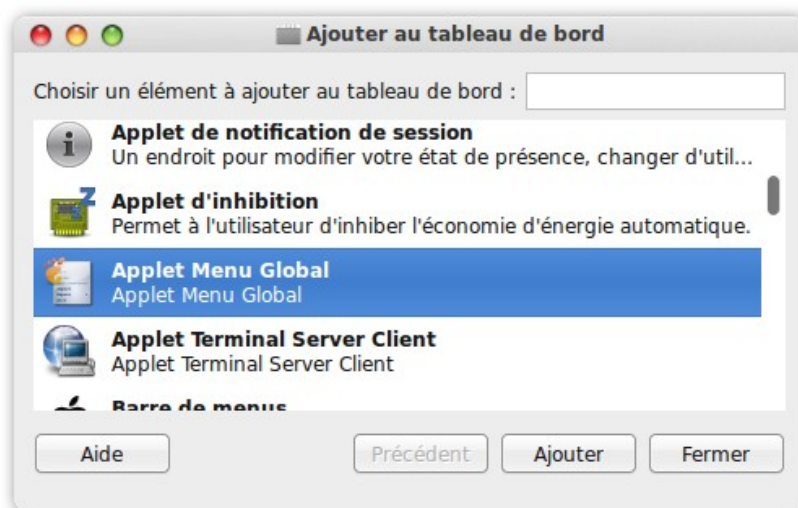 Ajouter au tableau de bord
Choisir un élément à ajouter au tableau de bord :
Applet de notification de session
Un endroit pour modifier votre état de présence, changer d'util...
Applet d'inhibition
Permet à l'utilisateur d'inhiber l'économie d'énergie automatique.
Applet Menu Global
Applet Menu Global
Applet Terminal Server Client
Applet Terminal Server Client
Barre de menus
Aide
Précédent
Ajouter
Fermer